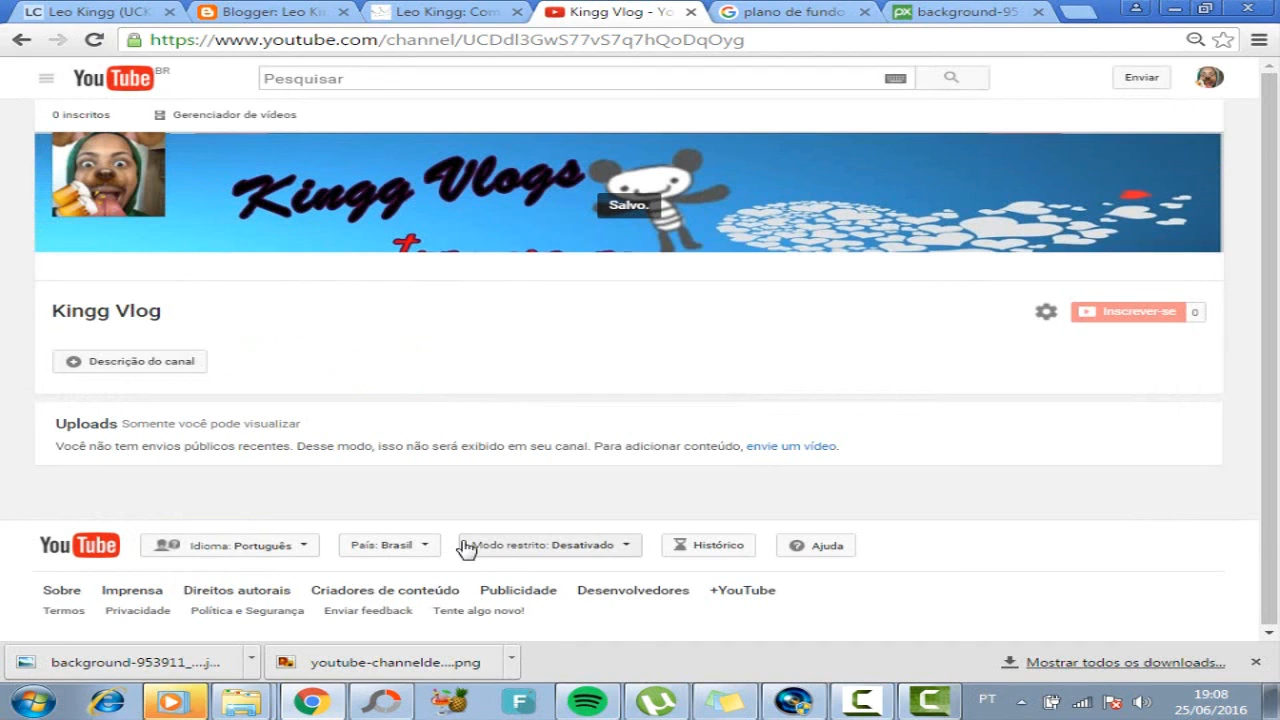 LC Leo Kingg (UCK
Blogger: Leo Ki
Leo Kingg: Com
Kingg Vlog - Yo
plano de fundo
background-95
https://www.youtube.com/channel/UCDdl3GwS77vS7q7hQoDqOyg
YouTube BR
Pesquisar
Enviar
0 inscritos
Gerenciador de vídeos
Kingg Vlogs
Salvo.
Kingg Vlog
Inscrever-se
0
Descrição do canal
Uploads Somente você pode visualizar
Você não tem envios públicos recentes. Desse modo, isso não será exibido em seu canal. Para adicionar conteúdo, envie um vídeo.
YouTube
Idioma: Português
País: Brasil
Modo restrito: Desativado
Histórico
Ajuda
Sobre Imprensa Direitos autorais Criadores de conteúdo Publicidade Desenvolvedores +YouTube
Termos Privacidade Política e Segurança Enviar feedback Tente algo novo!
background-953911_....j...
youtube-channelde....png
Mostrar todos os downloads...
PT
19:08
25/06/2016